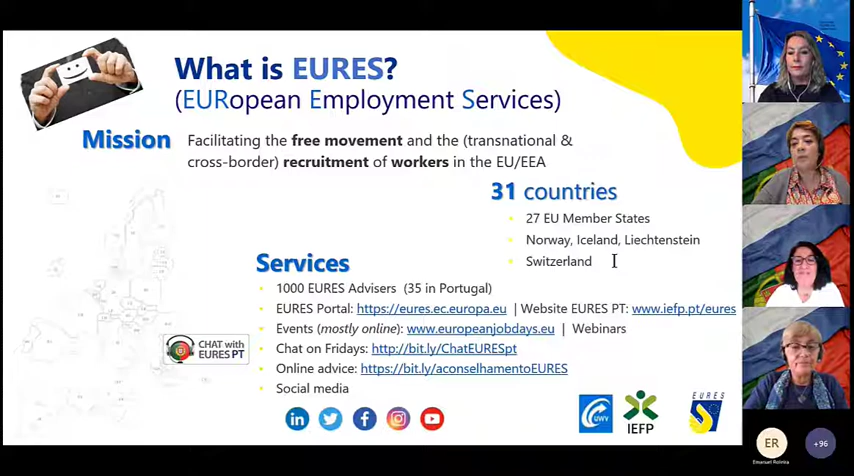 What is EURES?
(EURopean Employment Services)
Mission
Facilitating the free movement and the (transnational &
cross-border) recruitment of workers in the EU/EEA
31 countries
27 EU Member States
Norway, Iceland, Liechtenstein
Switzerland
Services
1000 EURES Advisers (35 in Portugal)
EURES Portal: https://eures.ec.europa.eu | Website EURES PT: www.iefp.pt/eures
Events (mostly online): www.europeanjobdays.eu | Webinars
Chat on Fridays: http://bit.ly/ChatEURESpt
Online advice: https://bit.ly/aconselhamentoEURES
Social media
CHAT with
EURES PT
UWV
IEFP
EURES
ER
+96